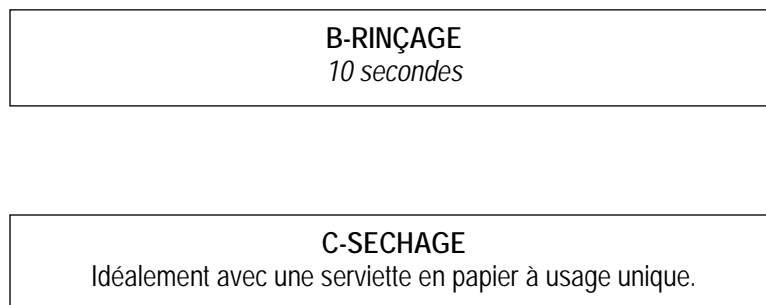 B-RINÇAGE
10 secondes
C-SECHAGE
Idéalement avec une serviette en papier à usage unique.